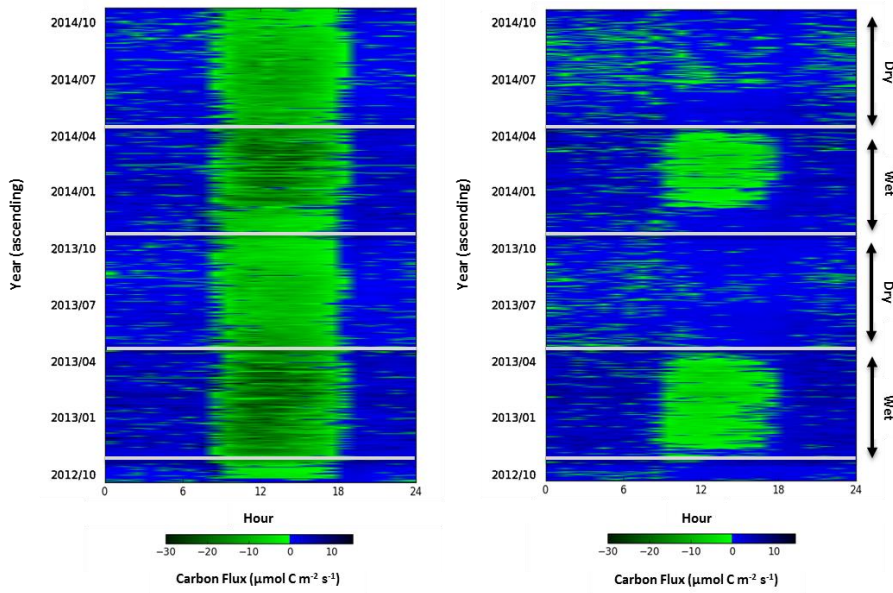 2014/10
2014/07
2014/04
2014/01
2013/10
2013/07
2013/04
2013/01
2012/10
Year (ascending)
0 6 12 18 24
Hour
−30 −20 −10 0 10
Carbon Flux (µmol C m⁻² s⁻¹)
2014/10
2014/07
2014/04
2014/01
2013/10
2013/07
2013/04
2013/01
2012/10
Year (ascending)
0 6 12 18 24
Hour
−30 −20 −10 0 10
Carbon Flux (µmol C m⁻² s⁻¹)
Dry
Wet
Dry
Wet